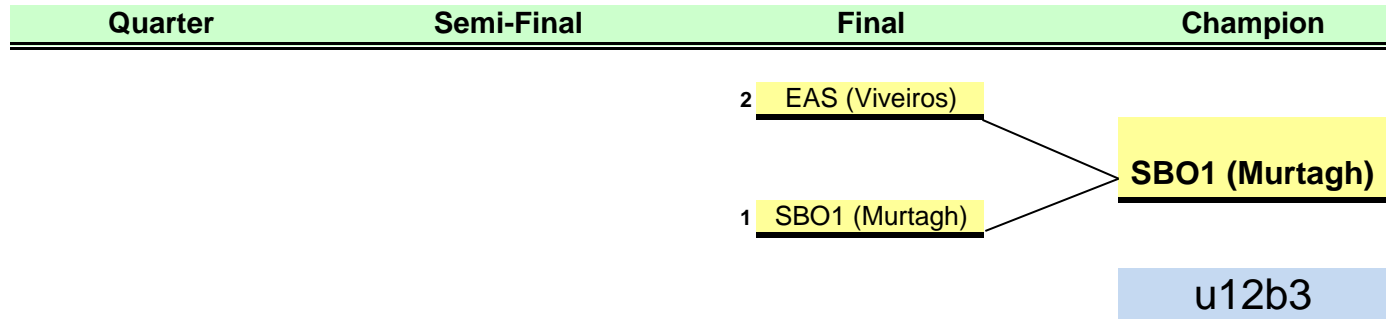 Quarter Semi-Final Final Champion
2 EAS (Viveiros)
SBO1 (Murtagh)
1 SBO1 (Murtagh)
u12b3